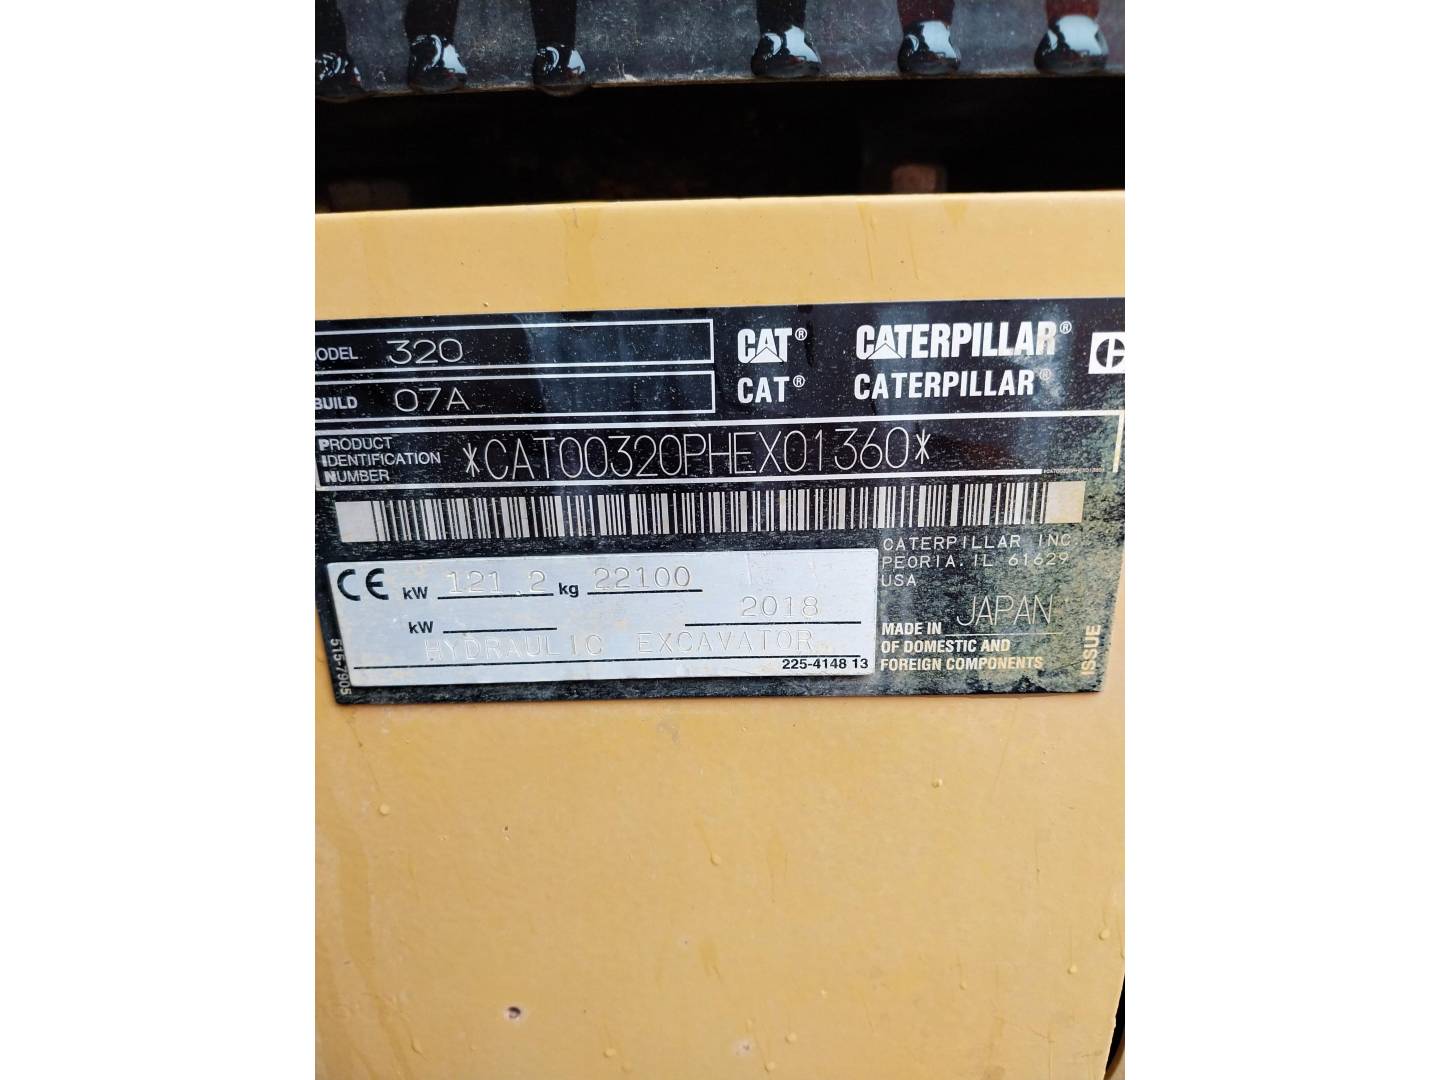 MODEL 320
CAT® CATERPILLAR®
BUILD 07A
CAT® CATERPILLAR®
PRODUCT
IDENTIFICATION
NUMBER
*CAT00320PHEX01360*
CE kW 121.2 kg 22100
2018
kW
HYDRAULIC EXCAVATOR
225-4148 13
CATERPILLAR INC
PEORIA, IL 61629
USA
MADE IN JAPAN
OF DOMESTIC AND
FOREIGN COMPONENTS
ISSUE
515-7905